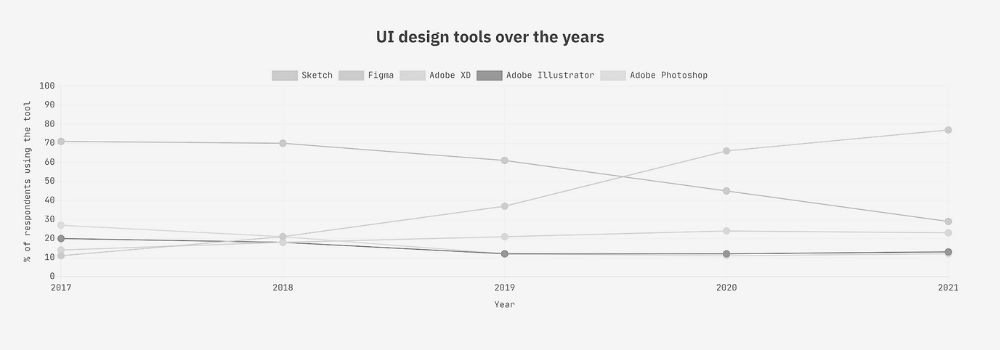 UI design tools over the years
Sketch Figma Adobe XD Adobe Illustrator Adobe Photoshop
% of respondents using the tool
100
90
80
70
60
50
40
30
20
10
0
2017 2018 2019 2020 2021
Year